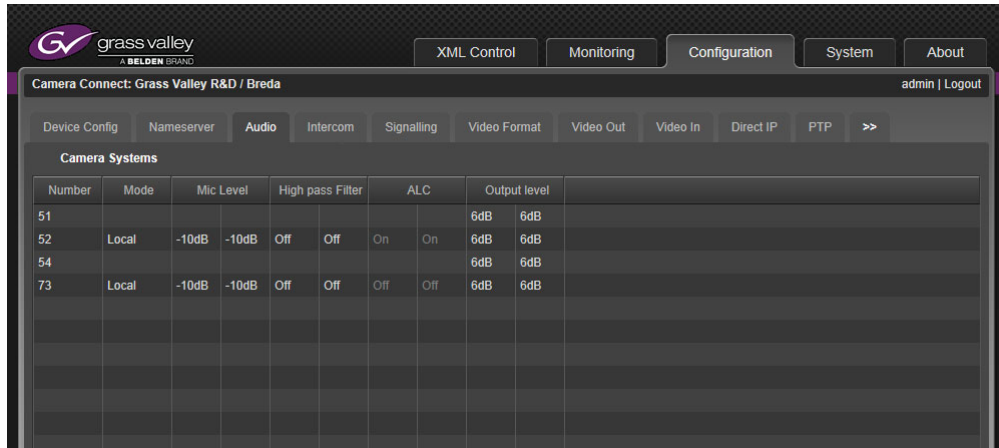 grass valley
A BELDEN BRAND
XML Control Monitoring Configuration System About
Camera Connect: Grass Valley R&D / Breda admin | Logout
Device Config Nameserver Audio Intercom Signalling Video Format Video Out Video In Direct IP PTP >>
Camera Systems
Number Mode Mic Level High pass Filter ALC Output level
51 6dB 6dB
52 Local -10dB -10dB Off Off On On 6dB 6dB
54 6dB 6dB
73 Local -10dB -10dB Off Off Off Off 6dB 6dB